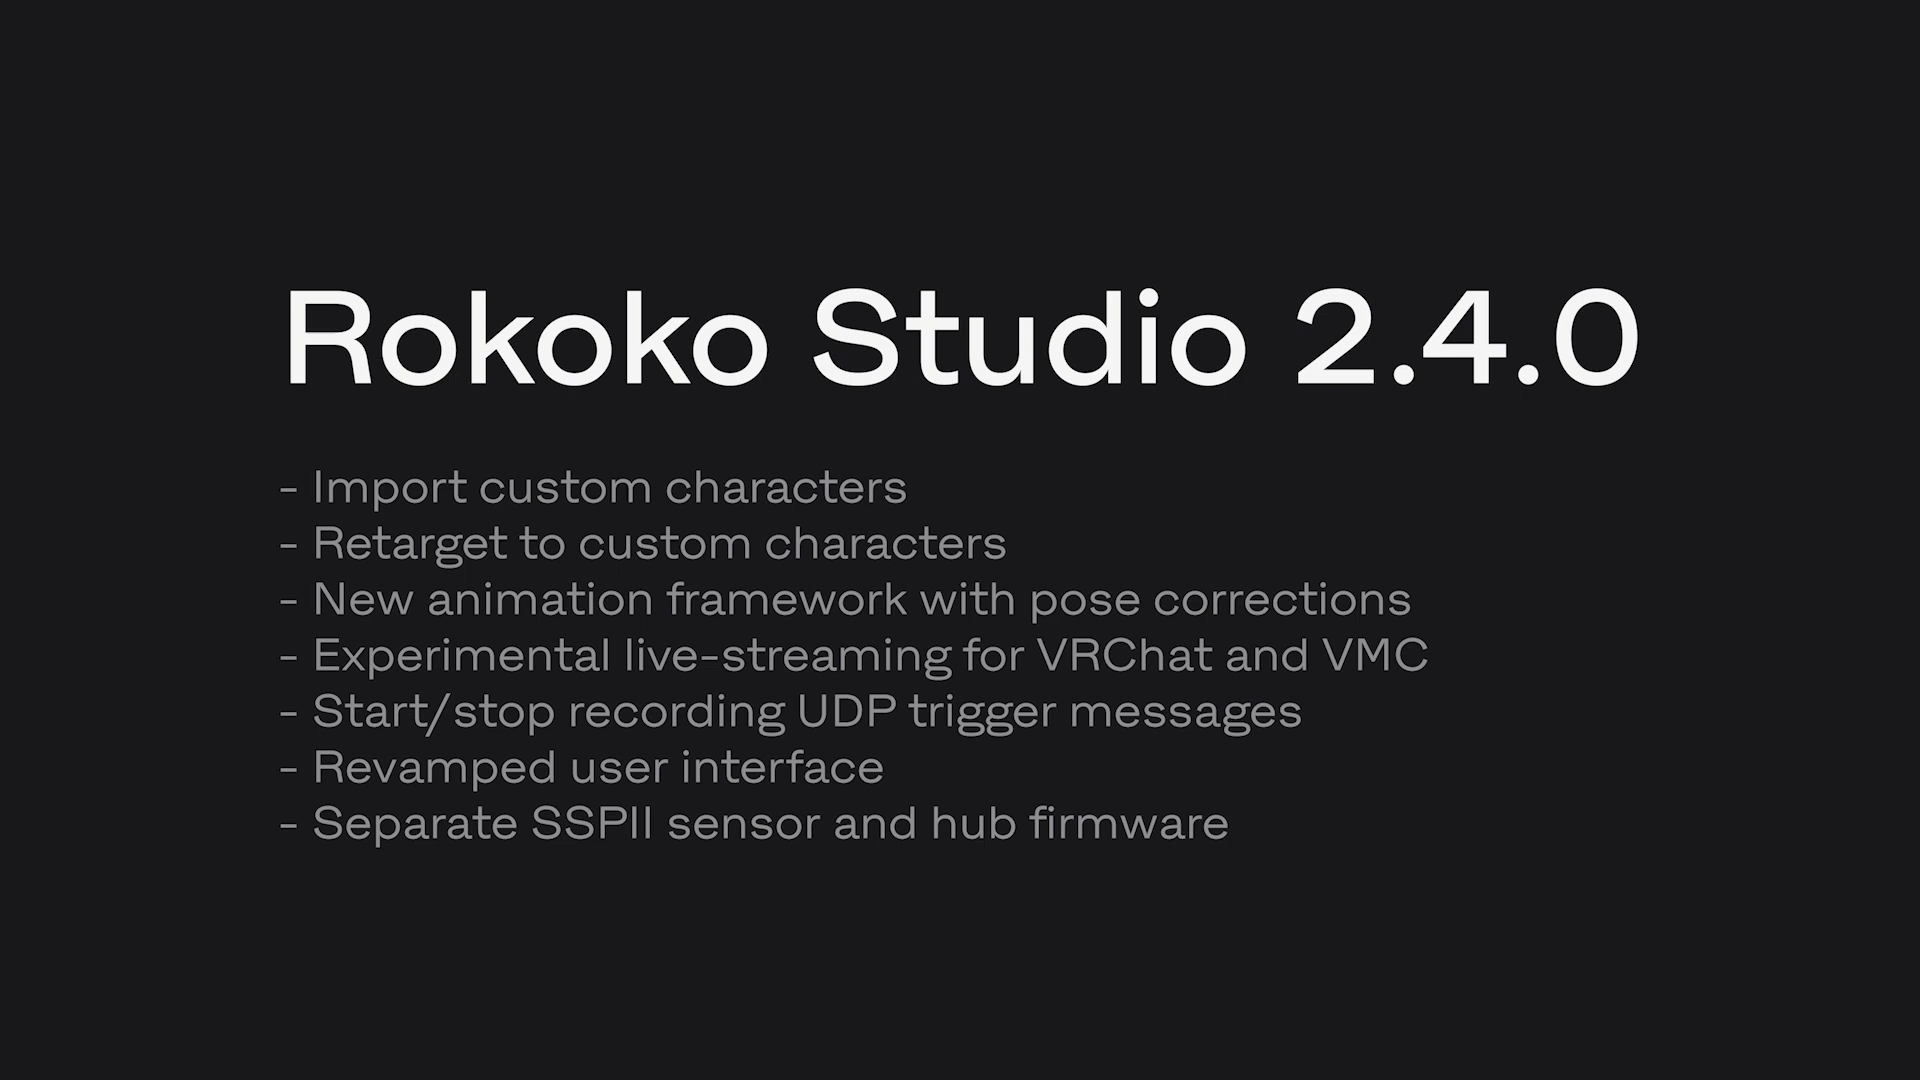 Rokoko Studio 2.4.0
- Import custom characters
- Retarget to custom characters
- New animation framework with pose corrections
- Experimental live-streaming for VRChat and VMC
- Start/stop recording UDP trigger messages
- Revamped user interface
- Separate SSPII sensor and hub firmware